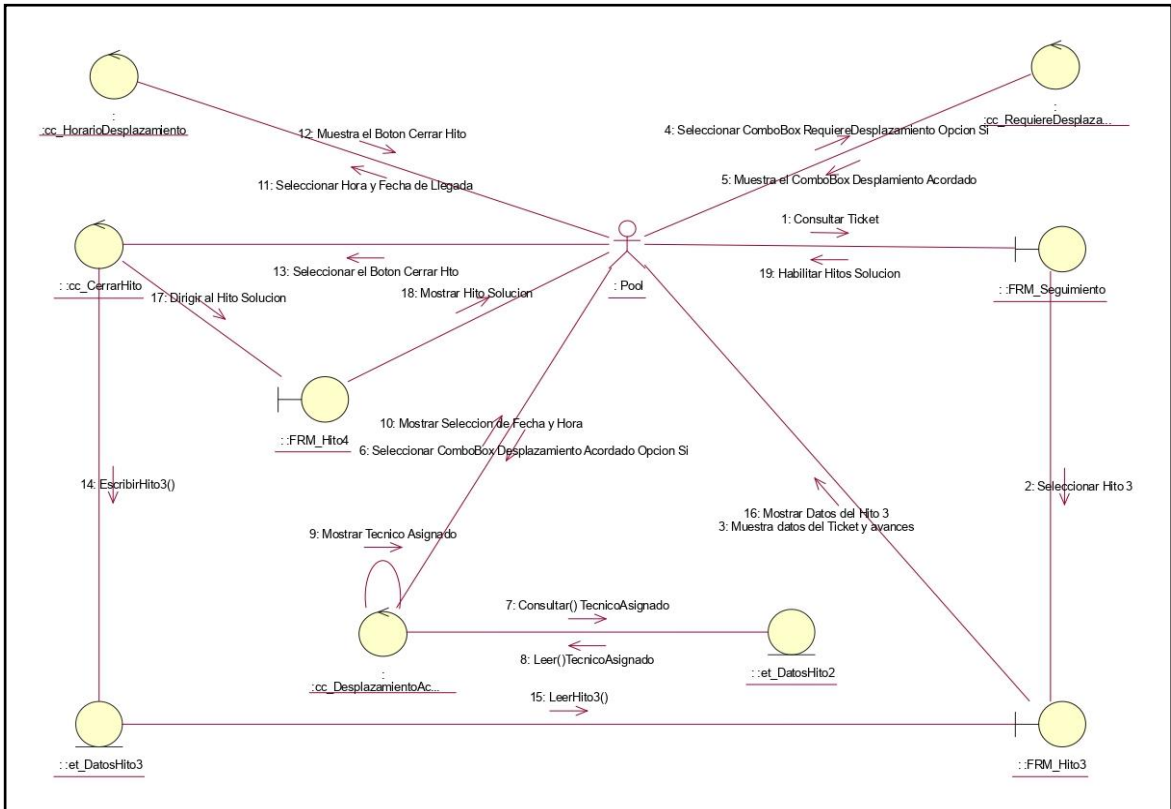 :
:cc_HorarioDesplazamiento
:
:cc_RequiereDesplaza...
12: Muestra el Boton Cerrar Hito
4: Seleccionar ComboBox RequiereDesplazamiento Opcion Si
11: Seleccionar Hora y Fecha de Llegada
5: Muestra el ComboBox Desplamiento Acordado
1: Consultar Ticket
13: Seleccionar el Boton Cerrar Hto
19: Habilitar Hitos Solucion
: :cc_CerrarHito
17: Dirigir al Hito Solucion
18: Mostrar Hito Solucion
: Pool
: :FRM_Seguimiento
10: Mostrar Seleccion de Fecha y Hora
: :FRM_Hito4
6: Seleccionar ComboBox Desplazamiento Acordado Opcion Si
14: EscribirHito3()
2: Seleccionar Hito 3
16: Mostrar Datos del Hito 3
3: Muestra datos del Ticket y avances
9: Mostrar Tecnico Asignado
7: Consultar() TecnicoAsignado
8: Leer()TecnicoAsignado
:
:cc_DesplazamientoAc...
: :et_DatosHito2
15: LeerHito3()
: :et_DatosHito3
: :FRM_Hito3